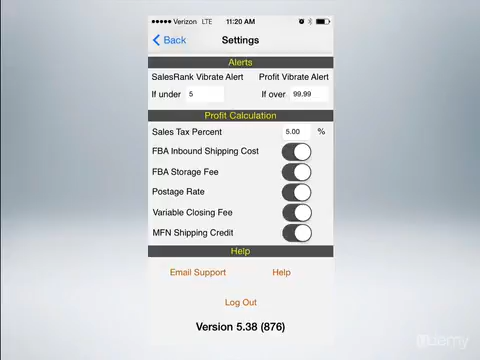 Verizon LTE 11:20 AM
Back Settings
Alerts
SalesRank Vibrate Alert Profit Vibrate Alert
If under 5 If over 99.99
Profit Calculation
Sales Tax Percent 5.00 %
FBA Inbound Shipping Cost
FBA Storage Fee
Postage Rate
Variable Closing Fee
MFN Shipping Credit
Help
Email Support Help
Log Out
Version 5.38 (876)
udemy